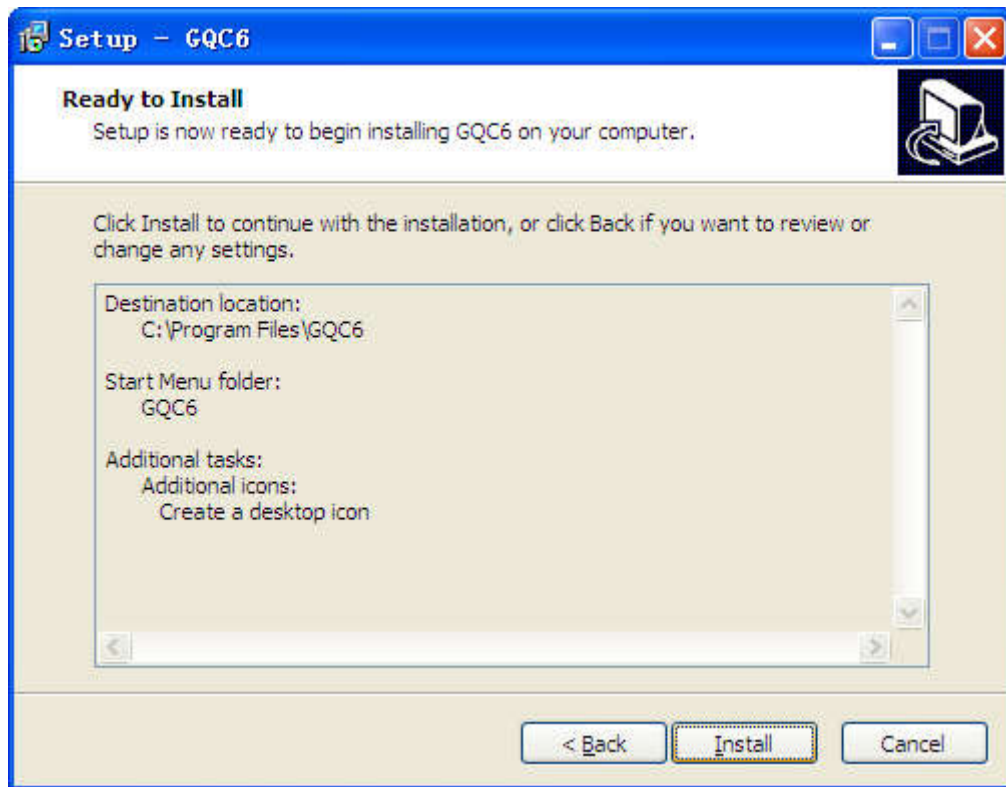 Setup - GQC6
Ready to Install
Setup is now ready to begin installing GQC6 on your computer.
Click Install to continue with the installation, or click Back if you want to review or
change any settings.
Destination location:
C:\Program Files\GQC6
Start Menu folder:
GQC6
Additional tasks:
Additional icons:
Create a desktop icon
< Back Install Cancel